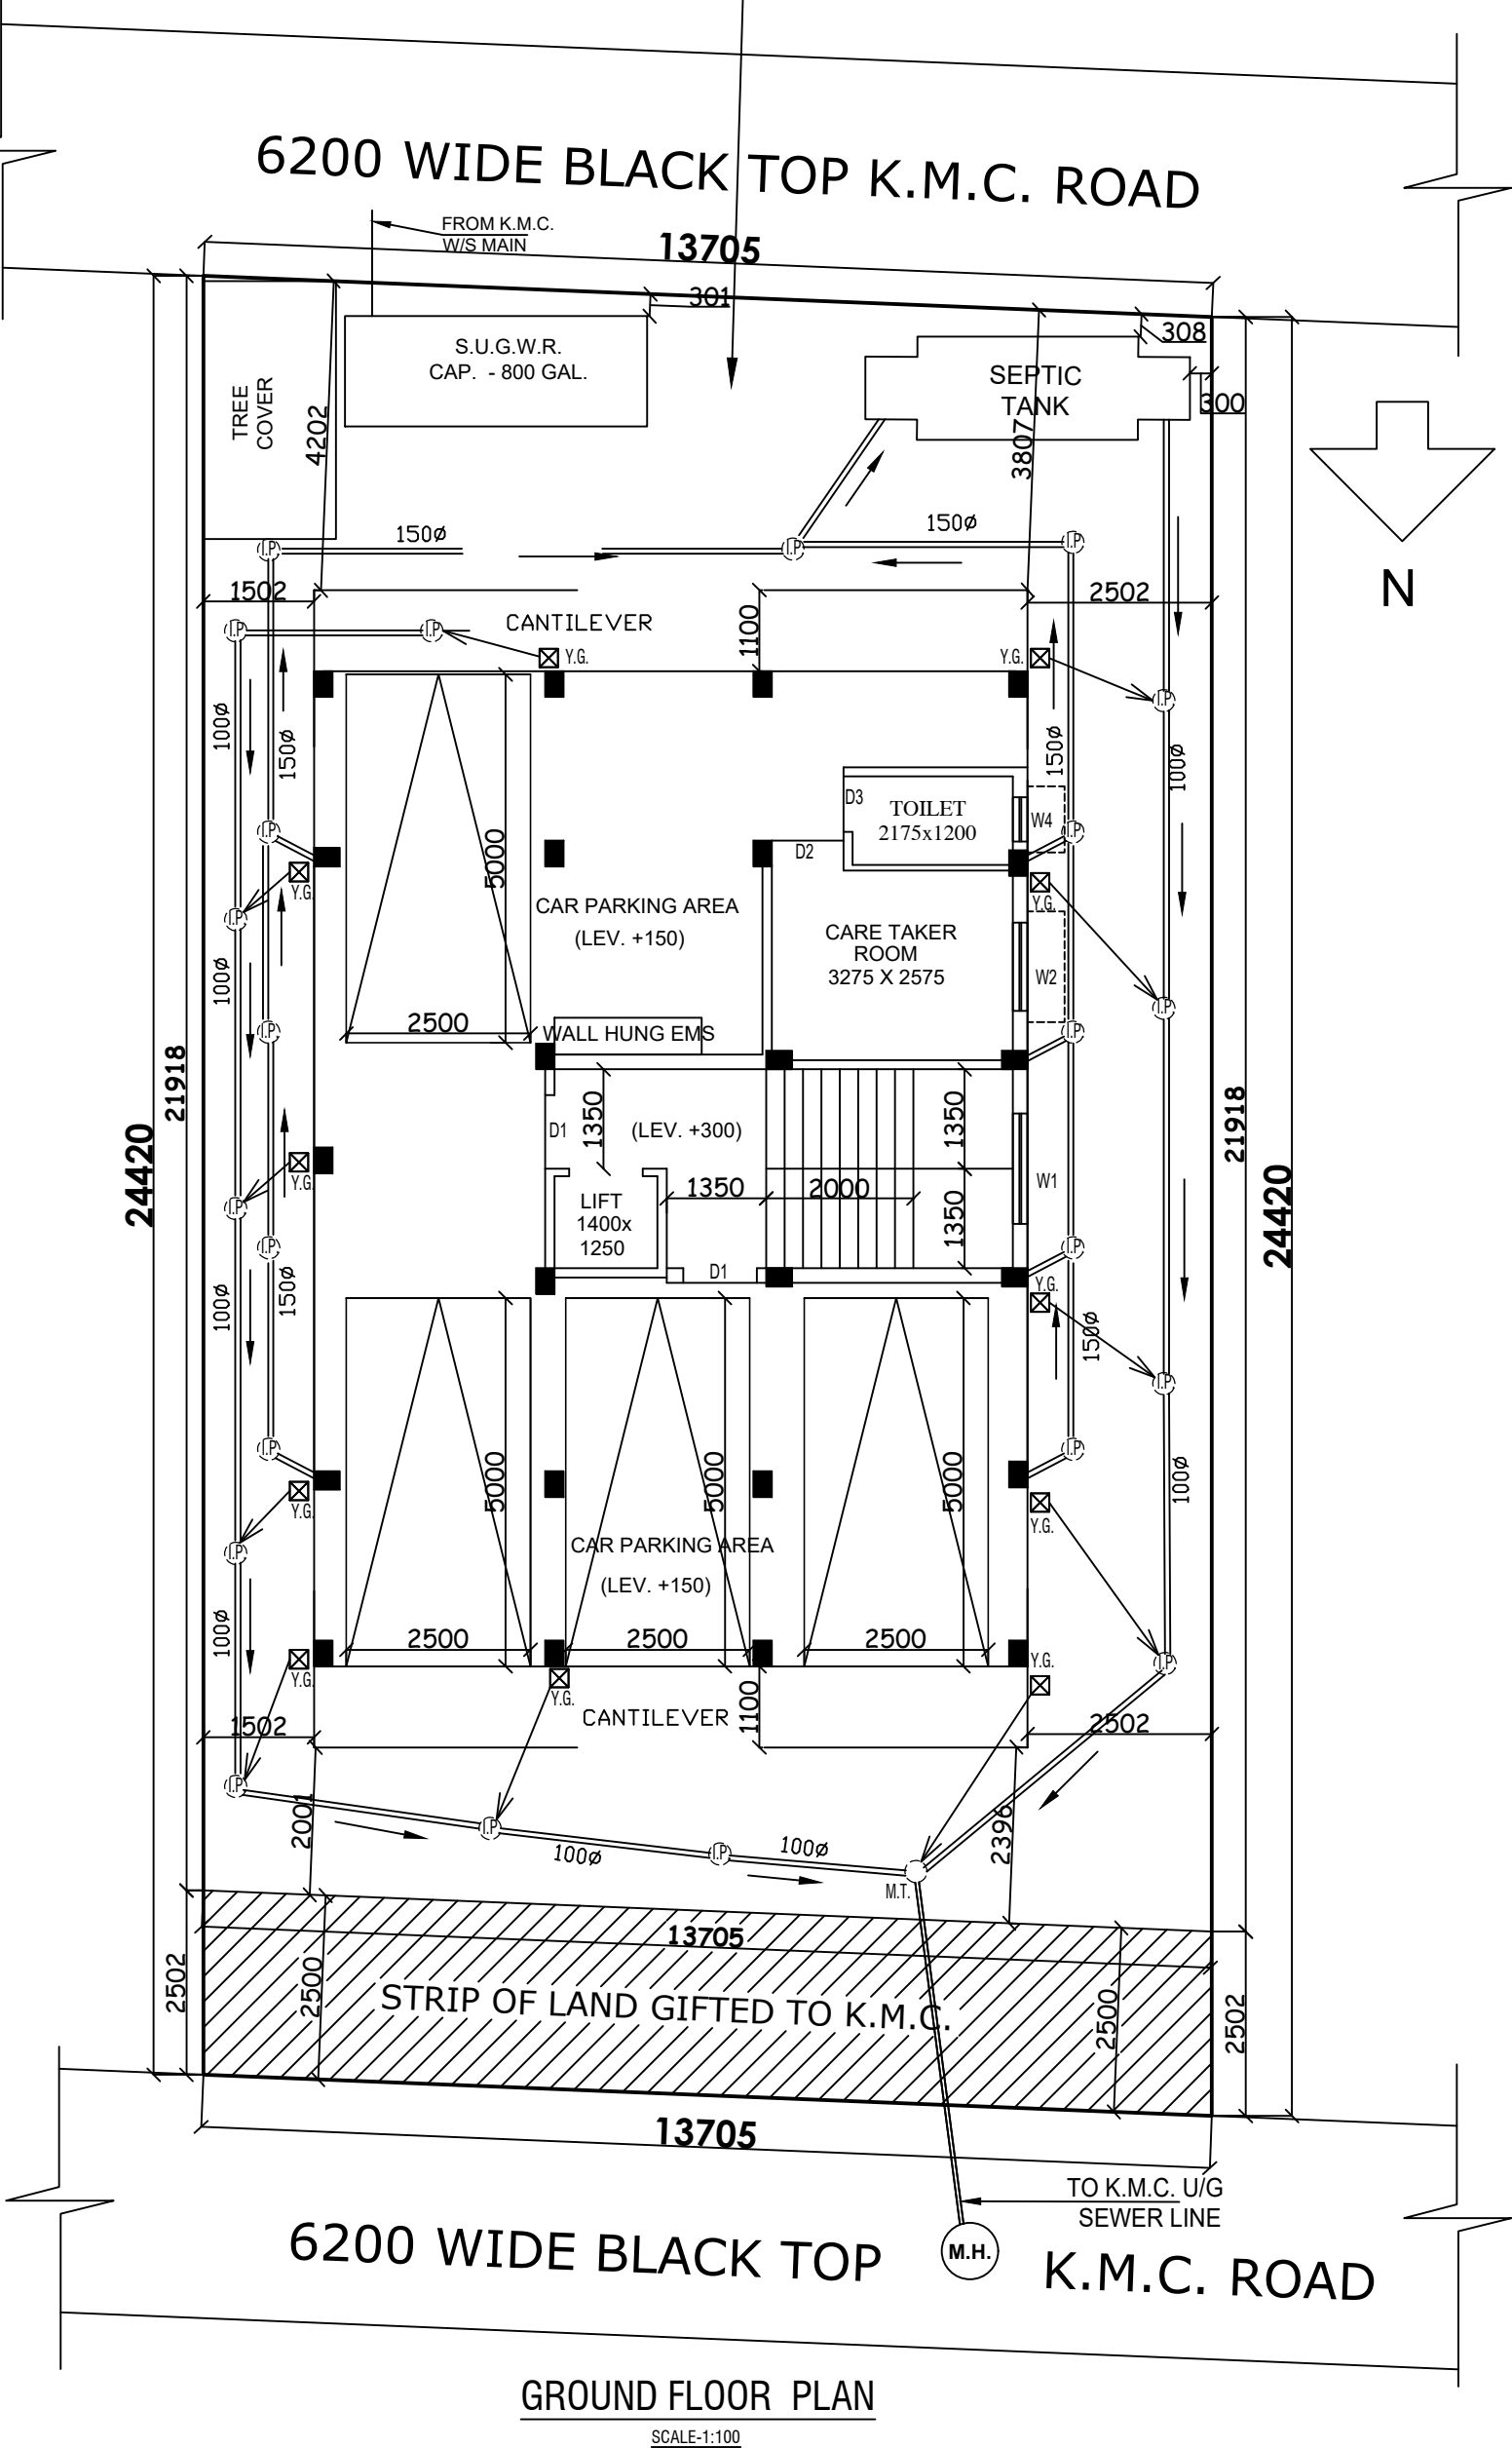 6200 WIDE BLACK TOP K.M.C. ROAD
FROM K.M.C.
W/S MAIN
13705
301
308
S.U.G.W.R.
CAP. - 800 GAL.
SEPTIC
TANK
300
TREE
COVER
4202
3807
150ø
150ø
N
1502
2502
I.P
I.P
I.P
I.P
I.P
CANTILEVER
1100
Y.G.
Y.G.
I.P
100ø
150ø
150ø
100ø
D3
TOILET
2175x1200
W4
I.P
I.P
5000
D2
Y.G.
Y.G.
CAR PARKING AREA
(LEV. +150)
I.P
CARE TAKER
ROOM
3275 X 2575
W2
100ø
I.P
2500
WALL HUNG EMS
I.P
I.P
21918
24420
1350
D1
(LEV. +300)
1350
21918
24420
Y.G.
I.P
LIFT
1400x
1250
1350
2000
1350
W1
I.P
I.P
D1
Y.G.
100ø
150ø
150ø
I.P
I.P
I.P
5000
5000
5000
100ø
Y.G.
Y.G.
I.P
CAR PARKING AREA
(LEV. +150)
100ø
2500
2500
2500
Y.G.
Y.G.
Y.G.
I.P
CANTILEVER
1100
1502
2502
I.P
2001
I.P
I.P
100ø
100ø
2396
M.T.
13705
2502
2500
STRIP OF LAND GIFTED TO K.M.C.
2500
2502
13705
TO K.M.C. U/G
SEWER LINE
M.H.
6200 WIDE BLACK TOP K.M.C. ROAD
GROUND FLOOR PLAN
SCALE-1:100